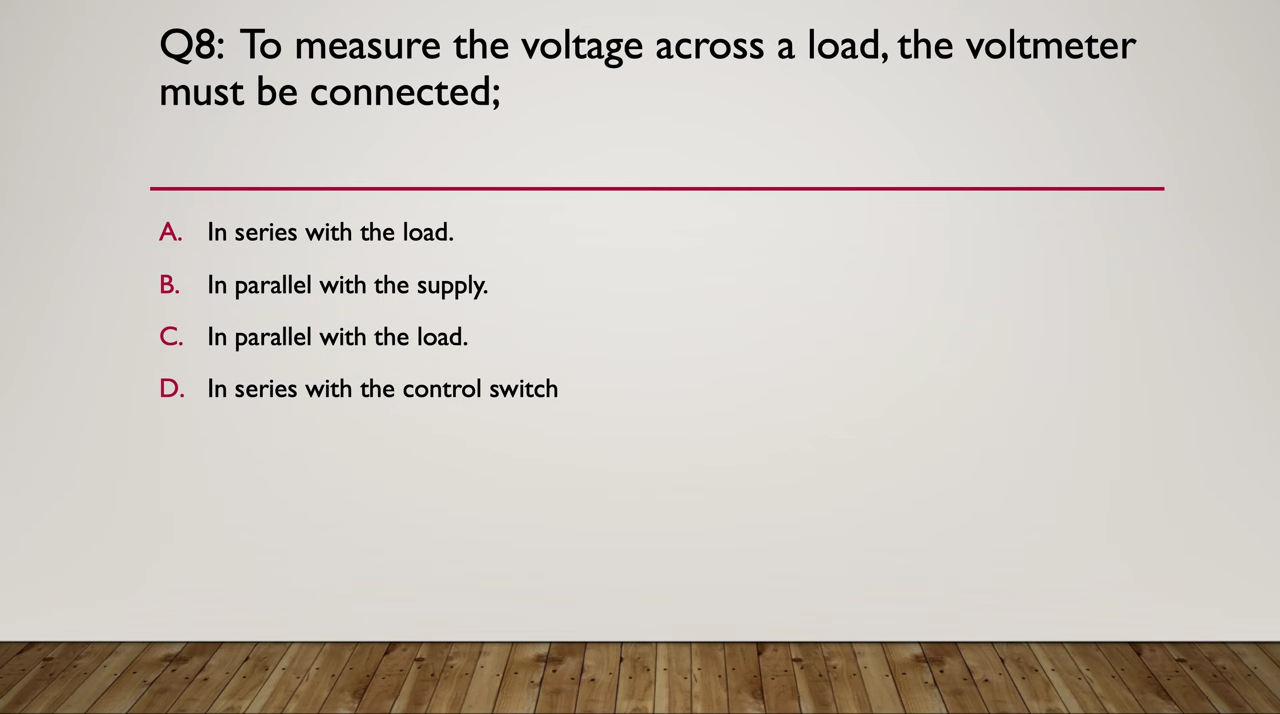 Q8: To measure the voltage across a load, the voltmeter
must be connected;
A. In series with the load.
B. In parallel with the supply.
C. In parallel with the load.
D. In series with the control switch